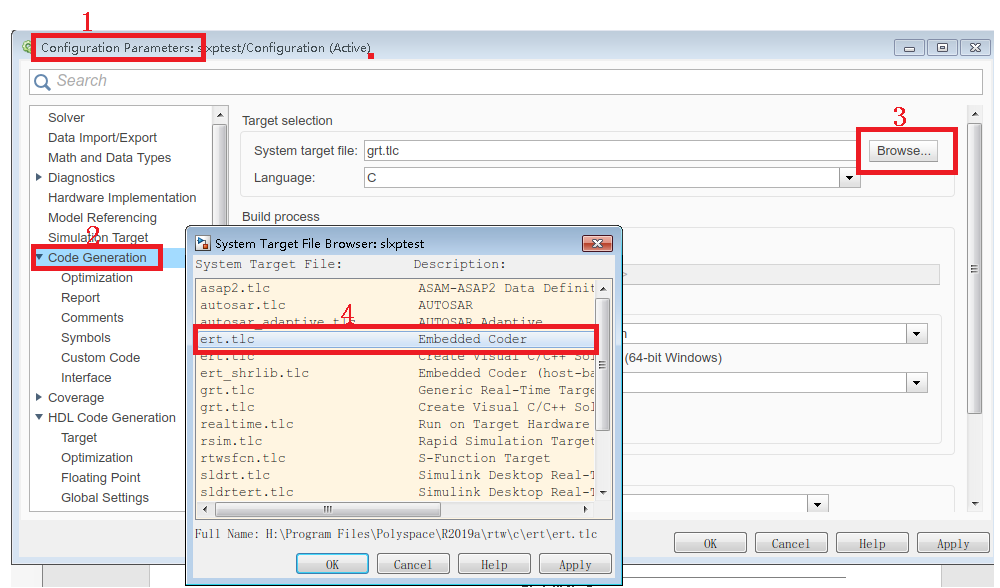 1
Configuration Parameters: slxptest/Configuration (Active)
Search
Solver
Data Import/Export
Math and Data Types
Diagnostics
Hardware Implementation
Model Referencing
Simulation Target
2
Code Generation
Optimization
Report
Comments
Symbols
Custom Code
Interface
Coverage
HDL Code Generation
Target
Optimization
Floating Point
Global Settings
Target selection
3
System target file: grt.tlc
Browse...
Language: C
Build process
(64-bit Windows)
System Target File Browser: slxptest
System Target File: Description:
asap2.tlc ASAM-ASAP2 Data Definit
autosar.tlc AUTOSAR
4
autosar_adaptive.tlc AUTOSAR Adaptive
ert.tlc Embedded Coder
ert.tlc Create Visual C/C++ Sol
ert_shrlib.tlc Embedded Coder (host-ba
grt.tlc Generic Real-Time Targe
grt.tlc Create Visual C/C++ Sol
realtime.tlc Run on Target Hardware
rsim.tlc Rapid Simulation Target
rtwsfcn.tlc S-Function Target
sldrt.tlc Simulink Desktop Real-T
sldrtert.tlc Simulink Desktop Real-T
Full Name: H:\Program Files\Polyspace\R2019a\rtw\c\ert\ert.tlc
OK Cancel Help Apply
OK Cancel Help Apply